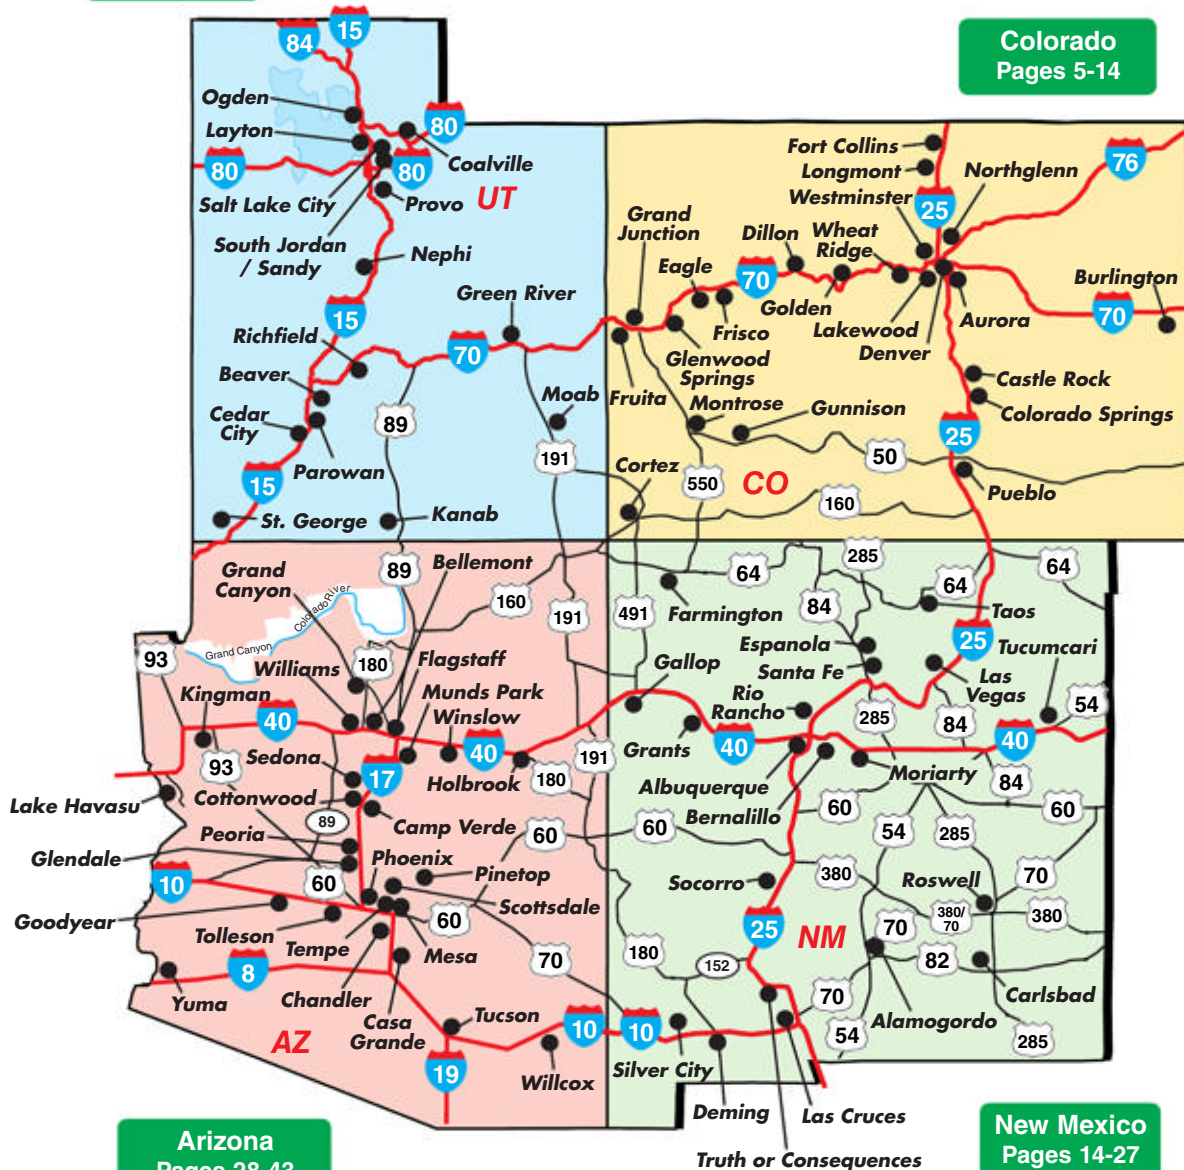 84
15
Colorado
Pages 5-14
Ogden
Layton
80
80
80
Coalville
Salt Lake City
Provo
UT
South Jordan
/ Sandy
Nephi
Fort Collins
Longmont
Westminster
Northglenn
76
25
Grand
Junction
Dillon
Wheat
Ridge
Eagle
70
Golden
Frisco
Lakewood
Denver
Aurora
Burlington
70
Green River
15
Richfield
70
Glenwood
Springs
Beaver
Moab
Fruita
Montrose
Gunnison
Castle Rock
Colorado Springs
Cedar
City
89
Parowan
191
25
50
Cortez
550
CO
160
Pueblo
15
St. George
Kanab
Grand
Canyon
89
Bellemont
Colorado River
Grand Canyon
160
191
491
64
285
64
64
84
Farmington
Taos
93
Williams
180
Flagstaff
Espanola
Santa Fe
25
Tucumcari
Kingman
Munds Park
Gallop
Rio
Rancho
Las
Vegas
40
Winslow
40
285
84
54
93
Sedona
17
Holbrook
180
191
Grants
40
40
Lake Havasu
Cottonwood
Albuquerque
Moriarty
84
89
Camp Verde
Bernalillo
60
60
Peoria
60
60
54
285
Glendale
Phoenix
Pinetop
380
70
10
60
Scottsdale
Socorro
Roswell
Goodyear
60
25
380/
70
380
Tolleson
Tempe
Mesa
NM
70
8
70
180
152
82
Yuma
Chandler
Casa
Grande
70
Carlsbad
AZ
Tucson
10
10
54
Alamogordo
285
19
Willcox
Silver City
Deming
Las Cruces
Truth or Consequences
Arizona
Pages 28-43
New Mexico
Pages 14-27